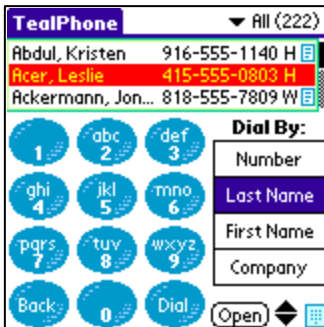 TealPhone ▼ All (222)
Abdul, Kristen 916-555-1140 H
Acer, Leslie 415-555-0803 H
Ackermann, Jon... 818-555-7809 W
Dial By:
1 abc 2 def 3
Number
ghi 4 jkl 5 mno 6
Last Name
First Name
pqrs 7 tuv 8 wxyz 9
Company
Back 0 Dial
Open